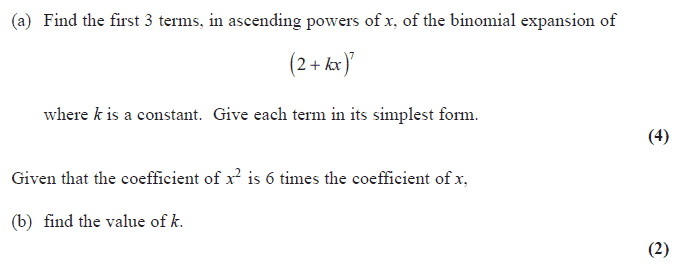 (a) Find the first 3 terms, in ascending powers of x, of the binomial expansion of
(2 + kx)⁷
where k is a constant. Give each term in its simplest form.
(4)
Given that the coefficient of x² is 6 times the coefficient of x,
(b) find the value of k.
(2)